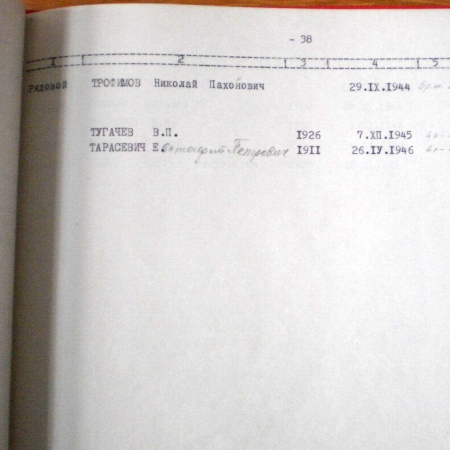 - 38
1 2 3 4 5
Рядовой ТРОФИМОВ Николай Пахонович 29.IX.1944
ТУГАЧЕВ В.П. 1926 7.XII.1945
ТАРАСЕВИЧ Е. Петрович 1911 26.IУ.1946